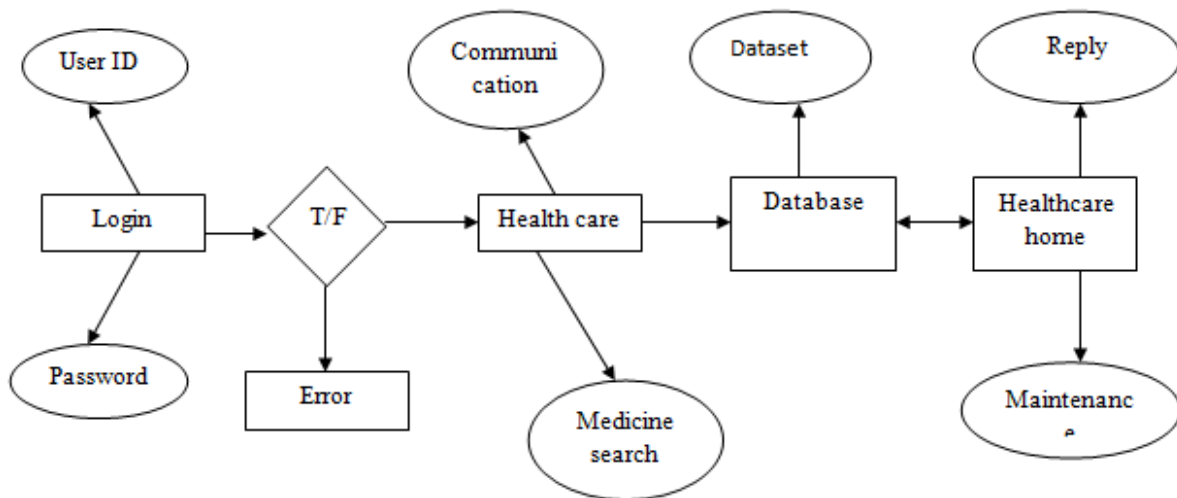 User ID
Communi
cation
Dataset
Reply
Login
T/F
Health care
Database
Healthcare
home
Password
Error
Medicine
search
Maintenanc
e